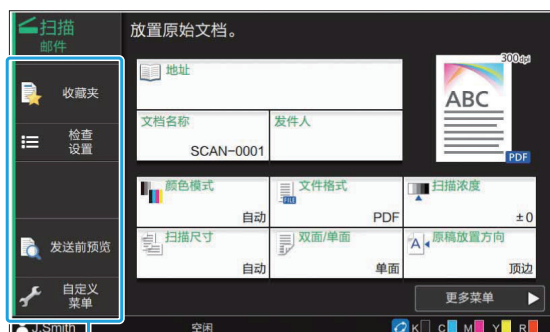 扫描
邮件
放置原始文档。
收藏夹
检查
设置
发送前预览
自定义
菜单
地址
文档名称
SCAN-0001
发件人
300dpi
ABC
PDF
颜色模式
自动
文件格式
FILE
PDF
扫描浓度
±0
扫描尺寸
自动
双面/单面
单面
A
原稿放置方向
顶边
更多菜单
J.Smith
空闲
K C M Y R